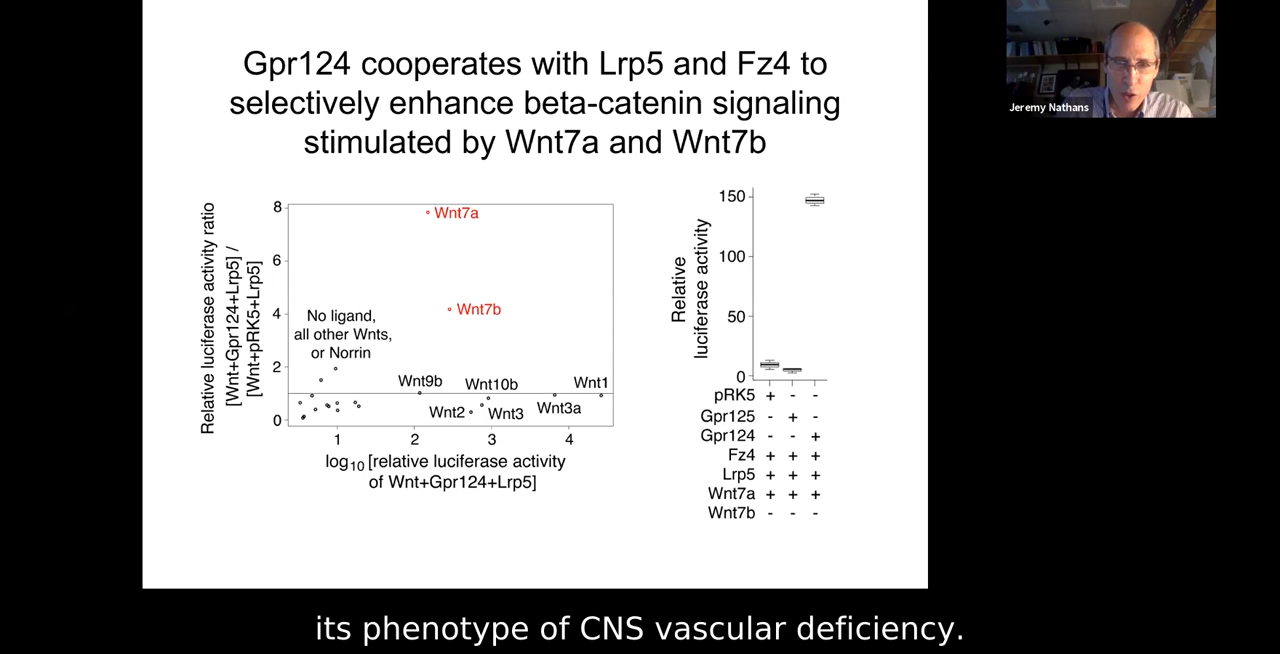 Gpr124 cooperates with Lrp5 and Fz4 to
selectively enhance beta-catenin signaling
stimulated by Wnt7a and Wnt7b
Jeremy Nathans
Relative luciferase activity ratio
[Wnt+Gpr124+Lrp5] /
[Wnt+pRK5+Lrp5]
8
6
4
2
0
Wnt7a
Wnt7b
No ligand,
all other Wnts,
or Norrin
Wnt9b
Wnt10b
Wnt1
Wnt2
Wnt3
Wnt3a
1 2 3 4
log10 [relative luciferase activity
of Wnt+Gpr124+Lrp5]
Relative
luciferase activity
150
100
50
0
pRK5 + - -
Gpr125 - + -
Gpr124 - - +
Fz4 + + +
Lrp5 + + +
Wnt7a + + +
Wnt7b - - -
its phenotype of CNS vascular deficiency.